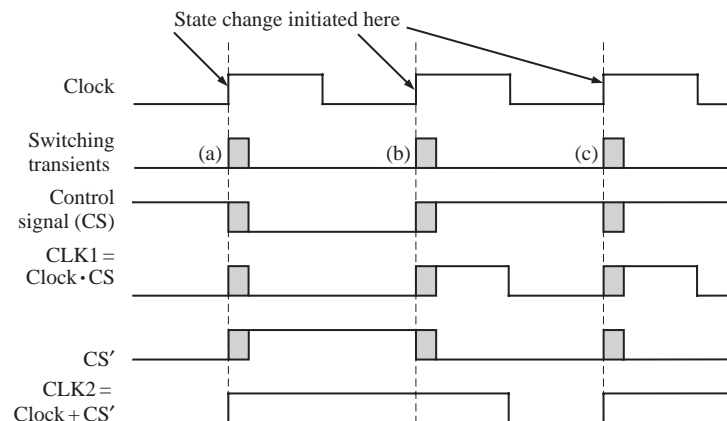 State change initiated here
Clock
Switching
transients
(a)
(b)
(c)
Control
signal (CS)
CLK1 =
Clock · CS
CS′
CLK2 =
Clock + CS′